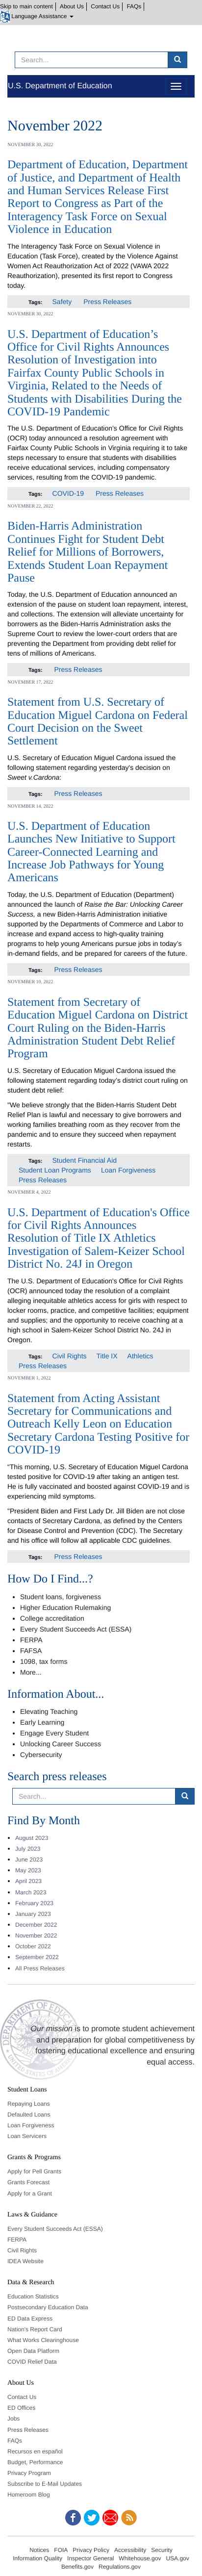 Skip to main content | About Us | Contact Us | FAQs |
Language Assistance
Search...
U.S. Department of Education
November 2022
NOVEMBER 30, 2022
Department of Education, Department
of Justice, and Department of Health
and Human Services Release First
Report to Congress as Part of the
Interagency Task Force on Sexual
Violence in Education
The Interagency Task Force on Sexual Violence in
Education (Task Force), created by the Violence Against
Women Act Reauthorization Act of 2022 (VAWA 2022
Reauthorization), presented its first report to Congress
today.
Tags: Safety Press Releases
NOVEMBER 30, 2022
U.S. Department of Education's
Office for Civil Rights Announces
Resolution of Investigation into
Fairfax County Public Schools in
Virginia, Related to the Needs of
Students with Disabilities During the
COVID-19 Pandemic
The U.S. Department of Education's Office for Civil Rights
(OCR) announced today a resolution agreement with
Fairfax County Public Schools in Virginia requiring it to take
steps necessary to ensure that students with disabilities
receive educational services, including compensatory
services, resulting from the COVID-19 pandemic.
Tags: COVID-19 Press Releases
NOVEMBER 22, 2022
Biden-Harris Administration
Continues Fight for Student Debt
Relief for Millions of Borrowers,
Extends Student Loan Repayment
Pause
Today, the U.S. Department of Education announced an
extension of the pause on student loan repayment, interest,
and collections. The extension will alleviate uncertainty for
borrowers as the Biden-Harris Administration asks the
Supreme Court to review the lower-court orders that are
preventing the Department from providing debt relief for
tens of millions of Americans.
Tags: Press Releases
NOVEMBER 17, 2022
Statement from U.S. Secretary of
Education Miguel Cardona on Federal
Court Decision on the Sweet
Settlement
U.S. Secretary of Education Miguel Cardona issued the
following statement regarding yesterday's decision on
Sweet v.Cardona:
Tags: Press Releases
NOVEMBER 14, 2022
U.S. Department of Education
Launches New Initiative to Support
Career-Connected Learning and
Increase Job Pathways for Young
Americans
Today, the U.S. Department of Education (Department)
announced the launch of Raise the Bar: Unlocking Career
Success, a new Biden-Harris Administration initiative
supported by the Departments of Commerce and Labor to
increase and expand access to high-quality training
programs to help young Americans pursue jobs in today's
in-demand fields, and be prepared for careers of the future.
Tags: Press Releases
NOVEMBER 10, 2022
Statement from Secretary of
Education Miguel Cardona on District
Court Ruling on the Biden-Harris
Administration Student Debt Relief
Program
U.S. Secretary of Education Miguel Cardona issued the
following statement regarding today's district court ruling on
student debt relief:
"We believe strongly that the Biden-Harris Student Debt
Relief Plan is lawful and necessary to give borrowers and
working families breathing room as they recover from the
pandemic and to ensure they succeed when repayment
restarts.
Tags: Student Financial Aid
Student Loan Programs Loan Forgiveness
Press Releases
NOVEMBER 4, 2022
U.S. Department of Education's Office
for Civil Rights Announces
Resolution of Title IX Athletics
Investigation of Salem-Keizer School
District No. 24J in Oregon
The U.S. Department of Education's Office for Civil Rights
(OCR) announced today the resolution of a complaint
alleging inequitable athletics access for girls with respect to
locker rooms, practice, and competitive facilities; equipment
and supplies; and the opportunity to receive coaching at a
high school in Salem-Keizer School District No. 24J in
Oregon.
Tags: Civil Rights Title IX Athletics
Press Releases
NOVEMBER 1, 2022
Statement from Acting Assistant
Secretary for Communications and
Outreach Kelly Leon on Education
Secretary Cardona Testing Positive for
COVID-19
"This morning, U.S. Secretary of Education Miguel Cardona
tested positive for COVID-19 after taking an antigen test.
He is fully vaccinated and boosted against COVID-19 and is
experiencing mild symptoms.
"President Biden and First Lady Dr. Jill Biden are not close
contacts of Secretary Cardona, as defined by the Centers
for Disease Control and Prevention (CDC). The Secretary
and his office will follow all applicable CDC guidelines.
Tags: Press Releases
How Do I Find...?
Student loans, forgiveness
Higher Education Rulemaking
College accreditation
Every Student Succeeds Act (ESSA)
FERPA
FAFSA
1098, tax forms
More...
Information About...
Elevating Teaching
Early Learning
Engage Every Student
Unlocking Career Success
Cybersecurity
Search press releases
Search...
Find By Month
August 2023
July 2023
June 2023
May 2023
April 2023
March 2023
February 2023
January 2023
December 2022
November 2022
October 2022
September 2022
All Press Releases
Our mission is to promote student achievement
and preparation for global competitiveness by
fostering educational excellence and ensuring
equal access.
Student Loans
Repaying Loans
Defaulted Loans
Loan Forgiveness
Loan Servicers
Grants & Programs
Apply for Pell Grants
Grants Forecast
Apply for a Grant
Laws & Guidance
Every Student Succeeds Act (ESSA)
FERPA
Civil Rights
IDEA Website
Data & Research
Education Statistics
Postsecondary Education Data
ED Data Express
Nation's Report Card
What Works Clearinghouse
Open Data Platform
COVID Relief Data
About Us
Contact Us
ED Offices
Jobs
Press Releases
FAQs
Recursos en español
Budget, Performance
Privacy Program
Subscribe to E-Mail Updates
Homeroom Blog
Notices FOIA Privacy Policy Accessibility Security
Information Quality Inspector General Whitehouse.gov USA.gov
Benefits.gov Regulations.gov